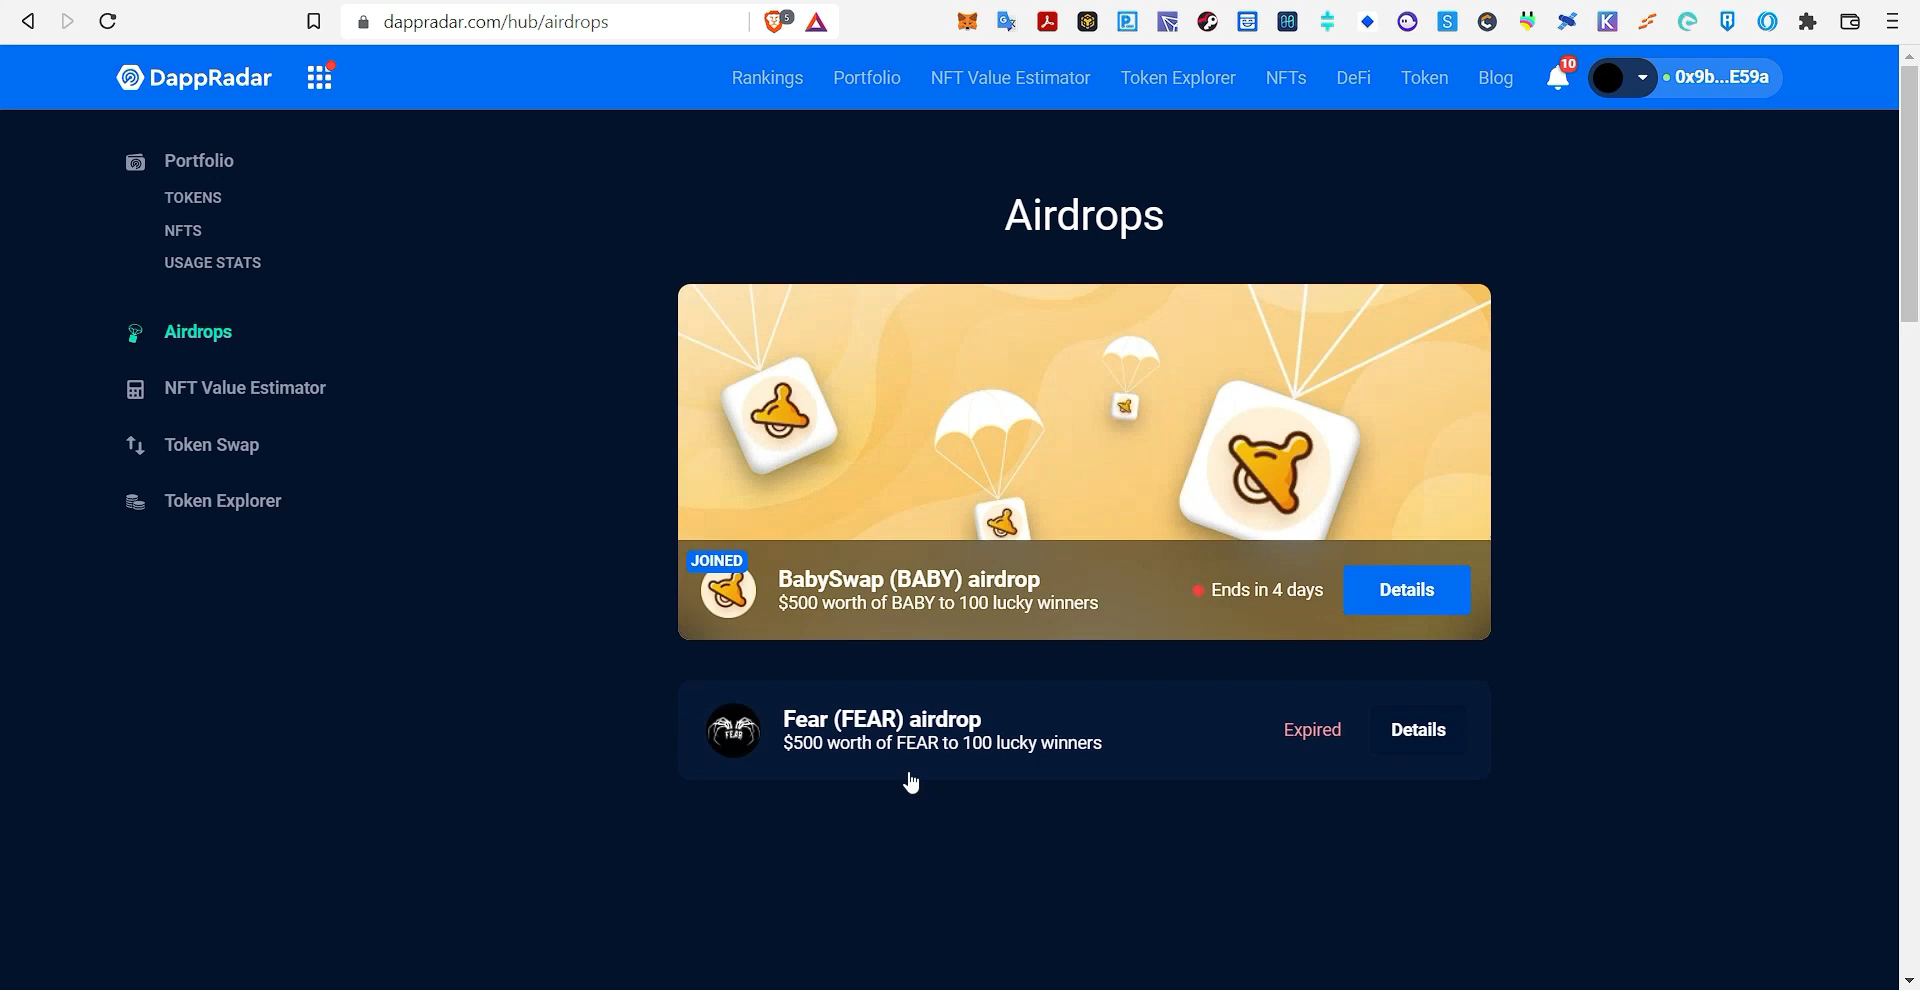 dappradar.com/hub/airdrops
5
DappRadar
Rankings
Portfolio
NFT Value Estimator
Token Explorer
NFTs
DeFi
Token
Blog
10
0x9b...E59a
Portfolio
TOKENS
NFTS
USAGE STATS
Airdrops
NFT Value Estimator
Token Swap
Token Explorer
Airdrops
JOINED
BabySwap (BABY) airdrop
$500 worth of BABY to 100 lucky winners
Ends in 4 days
Details
FEAR
Fear (FEAR) airdrop
$500 worth of FEAR to 100 lucky winners
Expired
Details